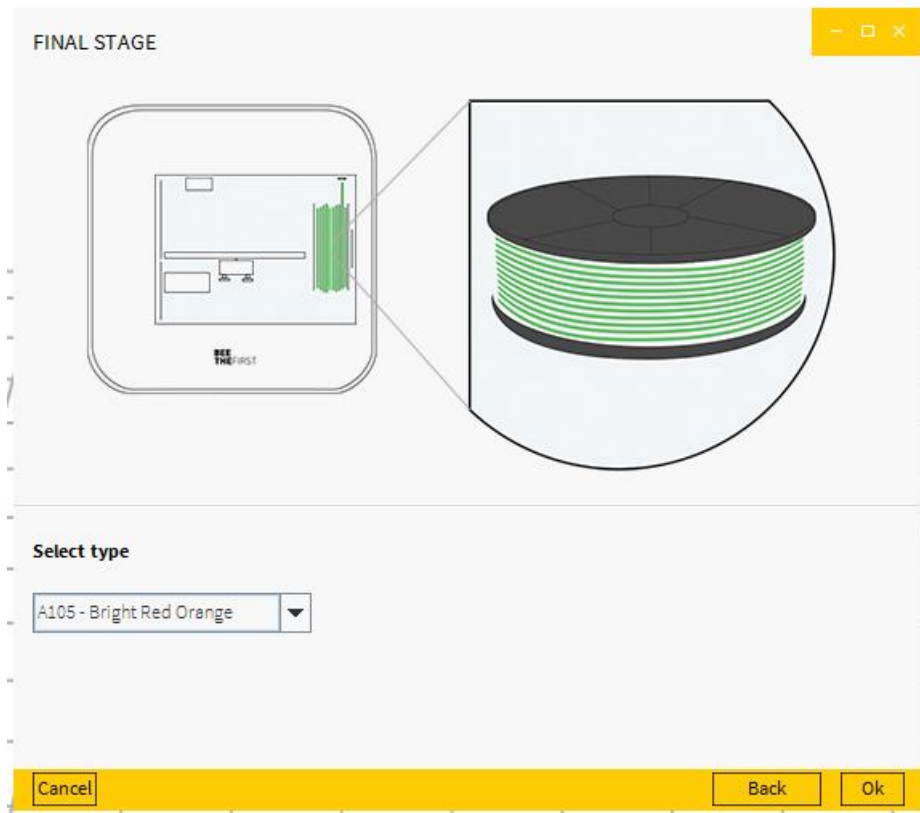 FINAL STAGE
BEE
THEFIRST
Select type
A105 - Bright Red Orange
Cancel
Back
Ok